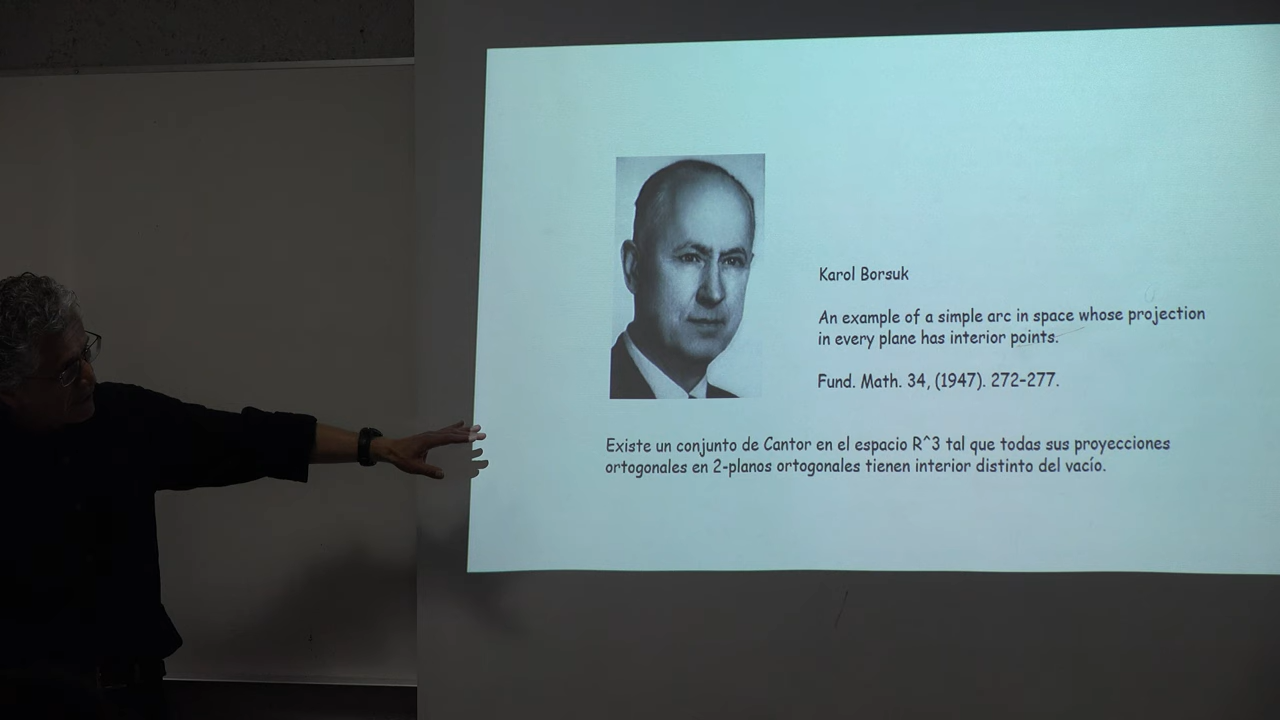 Karol Borsuk
An example of a simple arc in space whose projection
in every plane has interior points.
Fund. Math. 34, (1947). 272-277.
Existe un conjunto de Cantor en el espacio R^3 tal que todas sus proyecciones
ortogonales en 2-planos ortogonales tienen interior distinto del vacío.